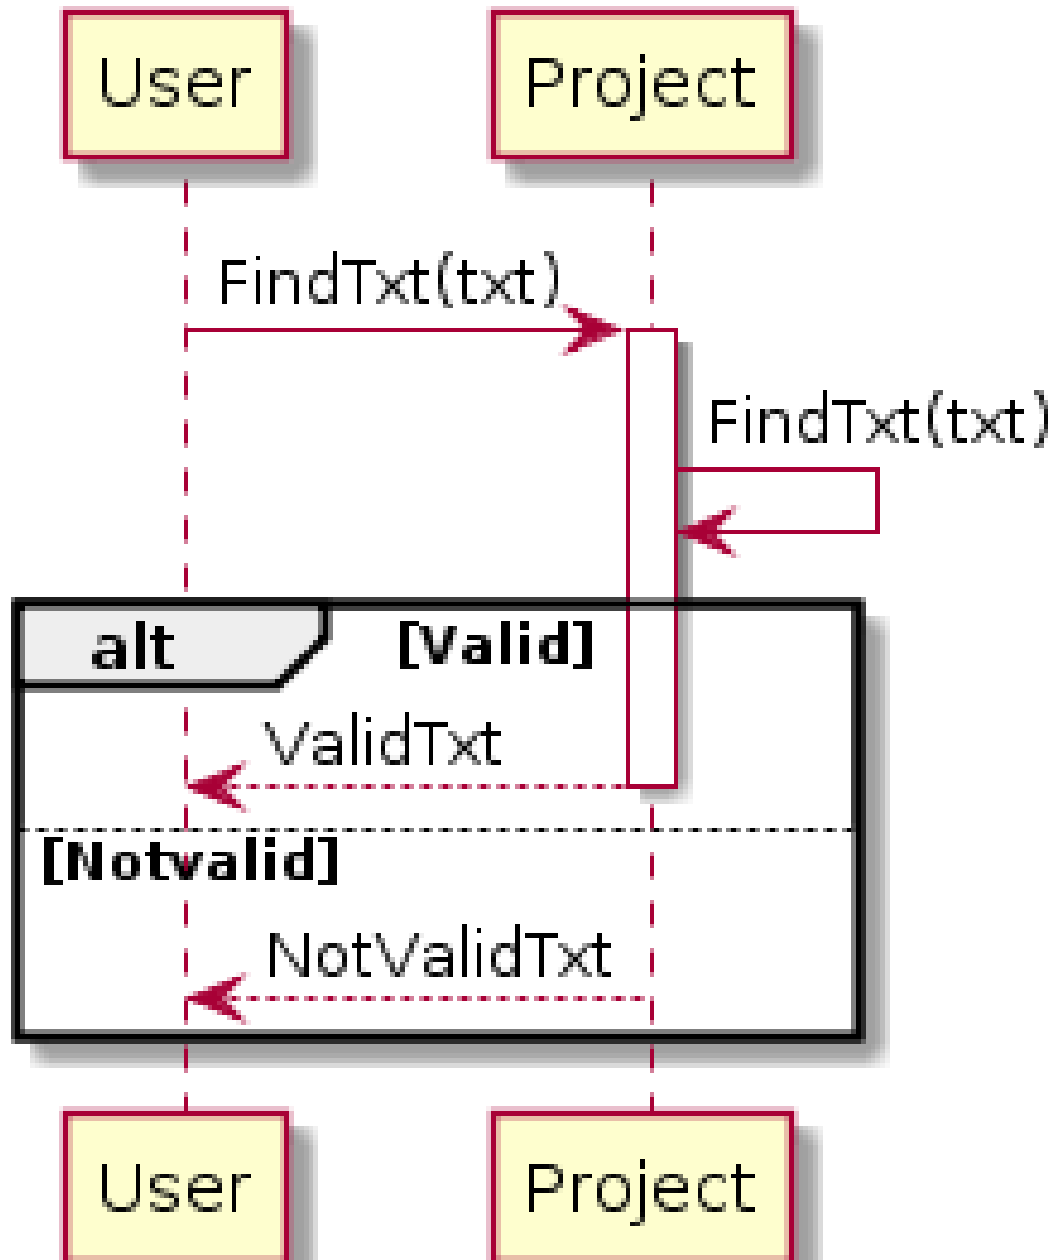 User Project
FindTxt(txt)
FindTxt(txt)
alt [Valid]
ValidTxt
[Notvalid]
NotValidTxt
User Project